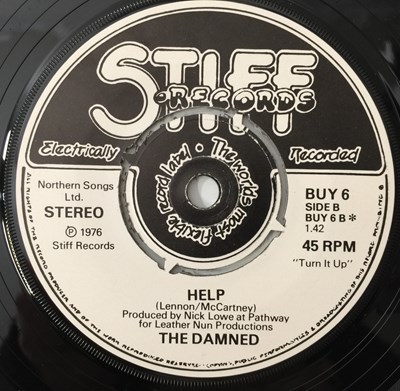 STIFF
·RECORDS·
Electrically
Recorded
The worlds most flexible record label ·
Northern Songs
Ltd.
STEREO
℗ 1976
Stiff Records
BUY 6
SIDE B
BUY 6 B *
1.42
45 RPM
"Turn It Up"
HELP
(Lennon/McCartney)
Produced by Nick Lowe at Pathway
for Leather Nun Productions
THE DAMNED